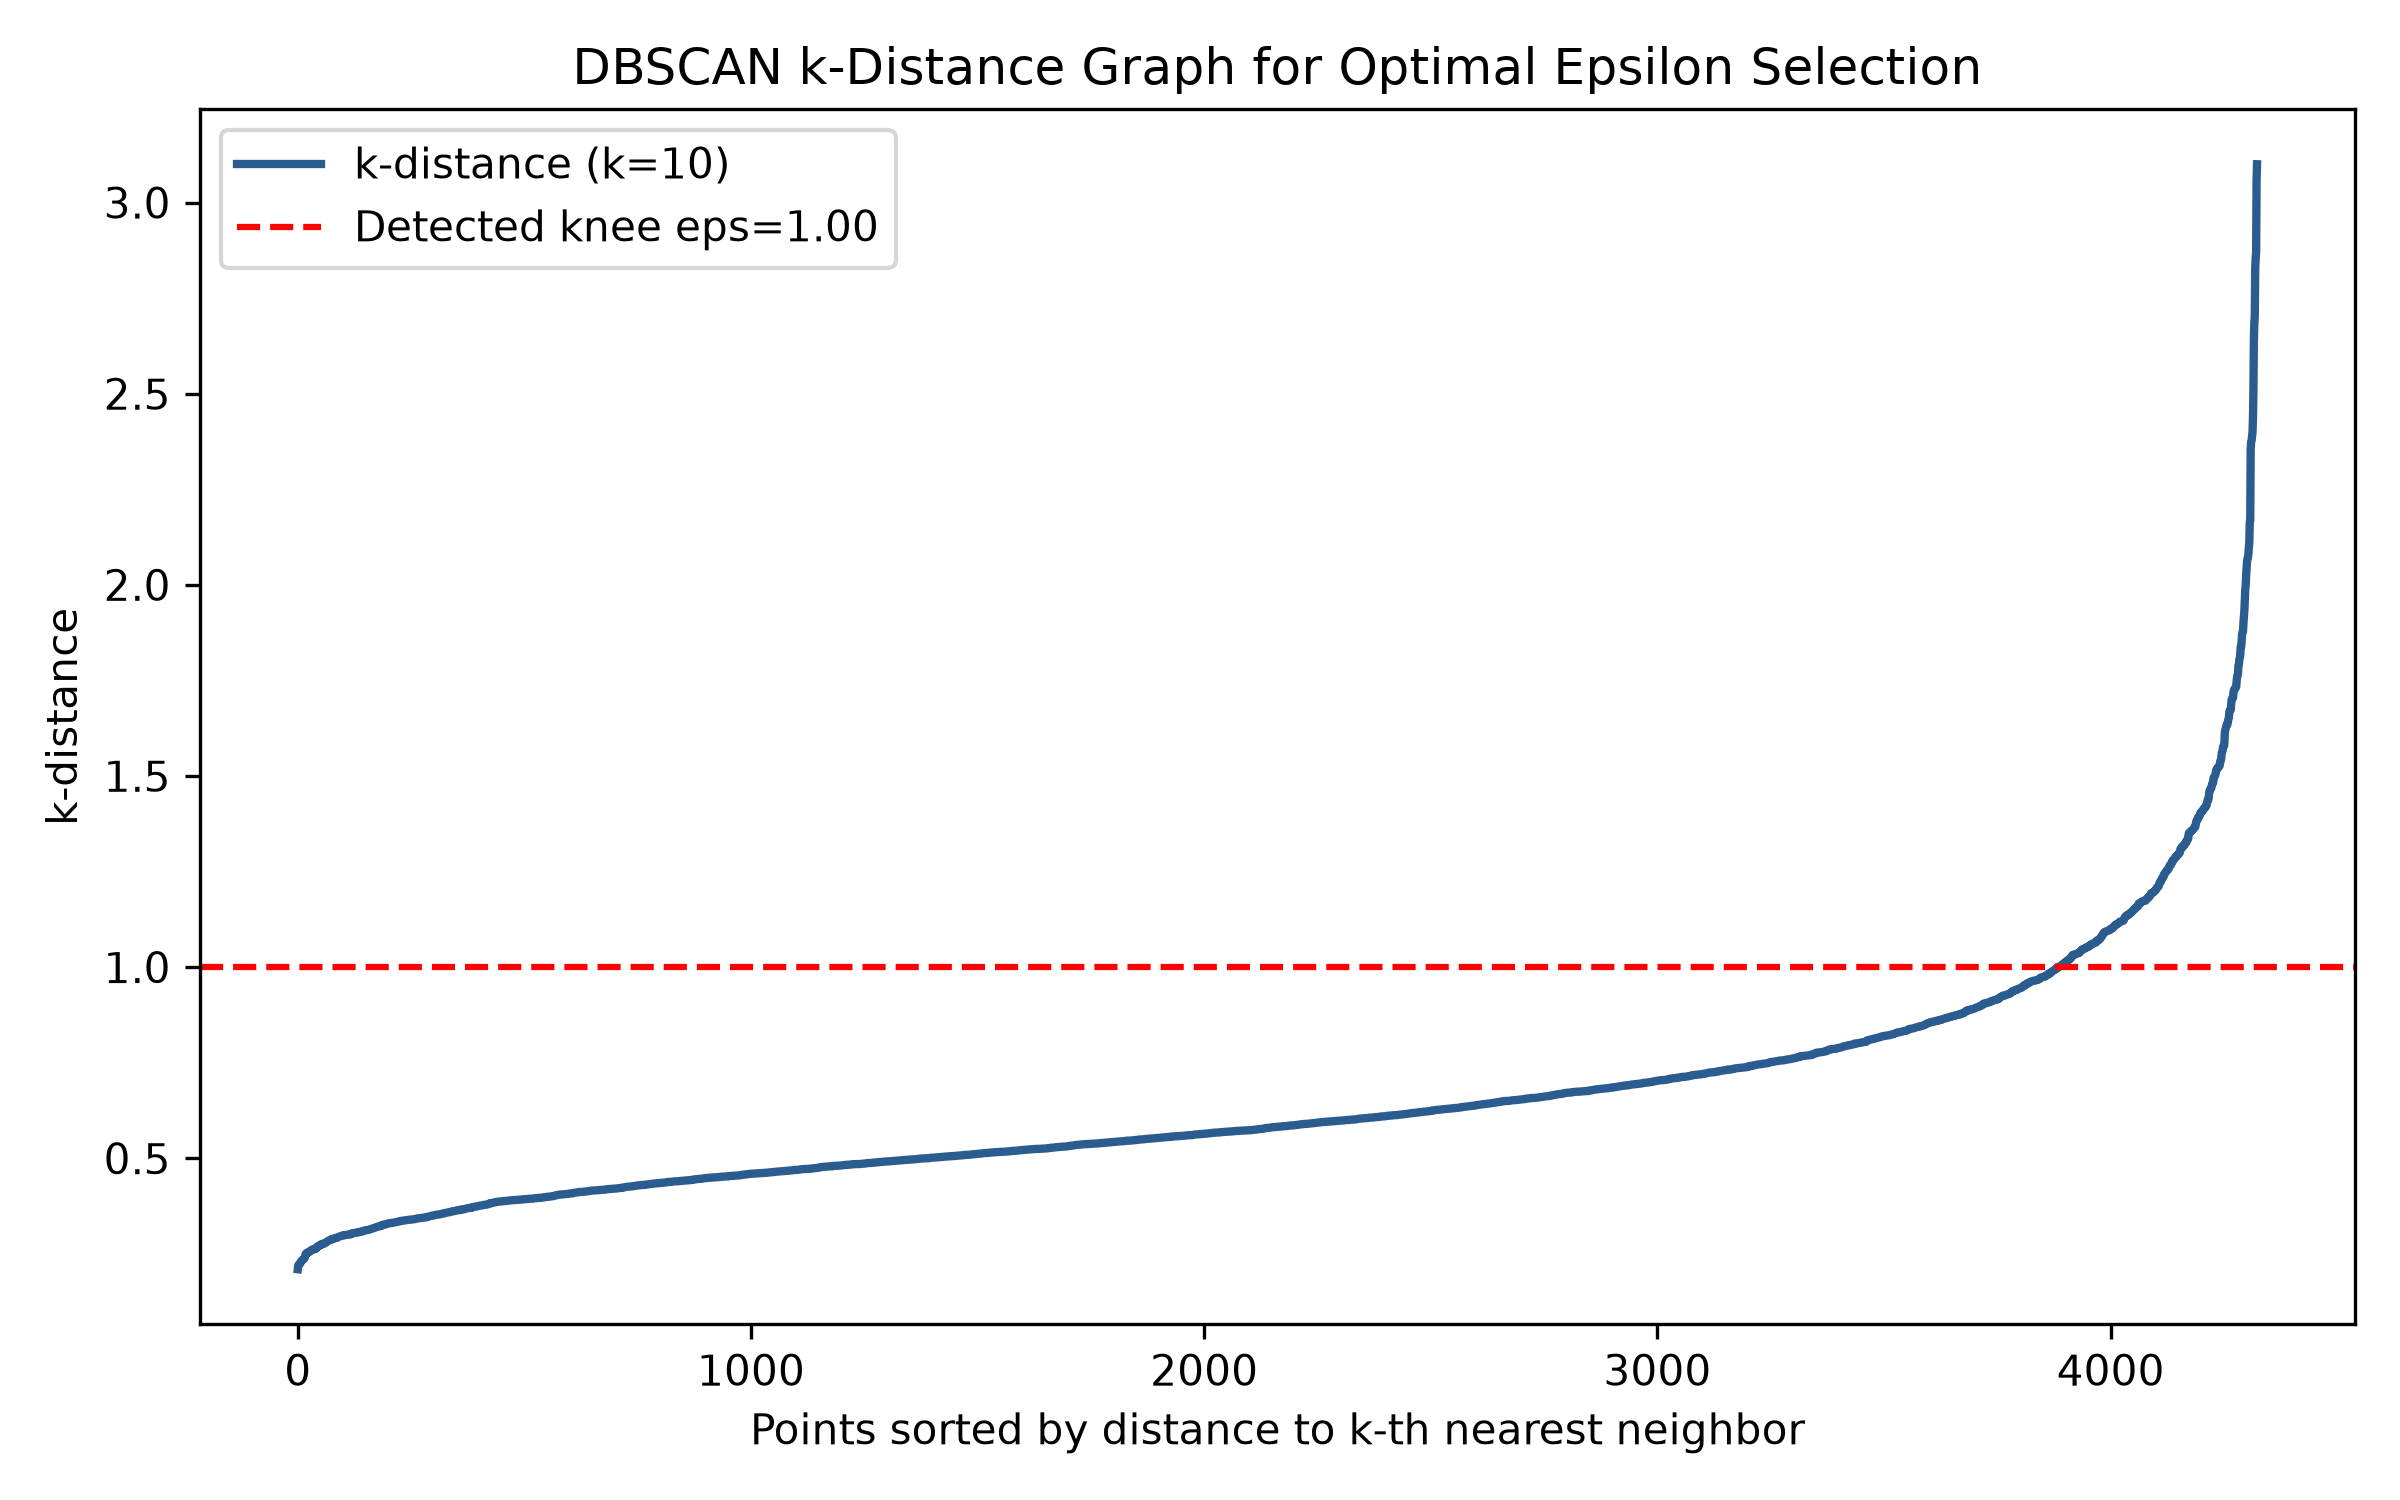 DBSCAN k-Distance Graph for Optimal Epsilon Selection
k-distance (k=10)
Detected knee eps=1.00
3.0
2.5
2.0
1.5
1.0
0.5
k-distance
0 1000 2000 3000 4000
Points sorted by distance to k-th nearest neighbor